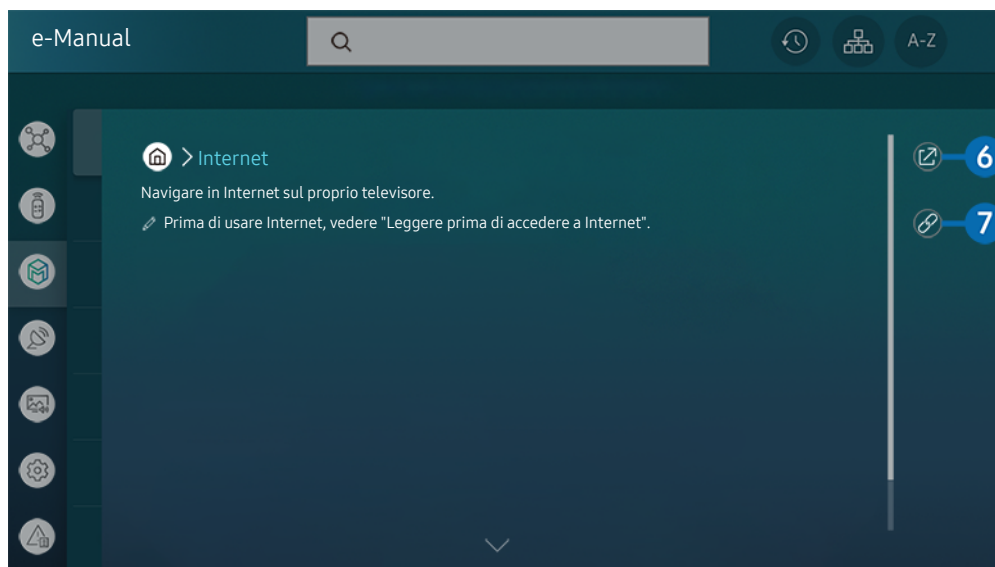 e-Manual
A-Z
> Internet
6
Navigare in Internet sul proprio televisore.
Prima di usare Internet, vedere "Leggere prima di accedere a Internet".
7